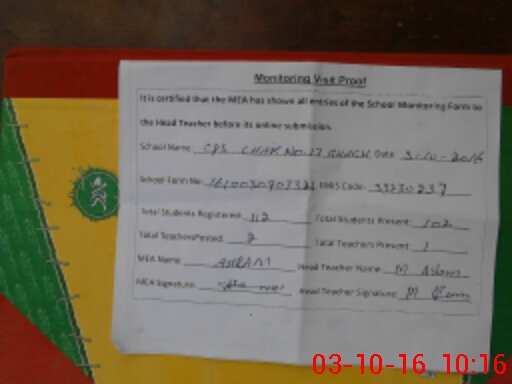 Monitoring Visit Proof
It is certified that the MEA has shown all entries of the School Monitoring Form to
the Head Teacher before its online submission.
School Name: GPS CHAK NO. 17 Date: 3-10-2016
School Form No: EMIS Code: 33230237
Total Students Registered: 112 Total Students Present: 102
Total Teachers Posted: 2 Total Teachers Present 1
MEA Name: AKRAM Head Teacher Name: M Aslam
MEA Signature: Head Teacher Signature: M
03-10-16 10:16